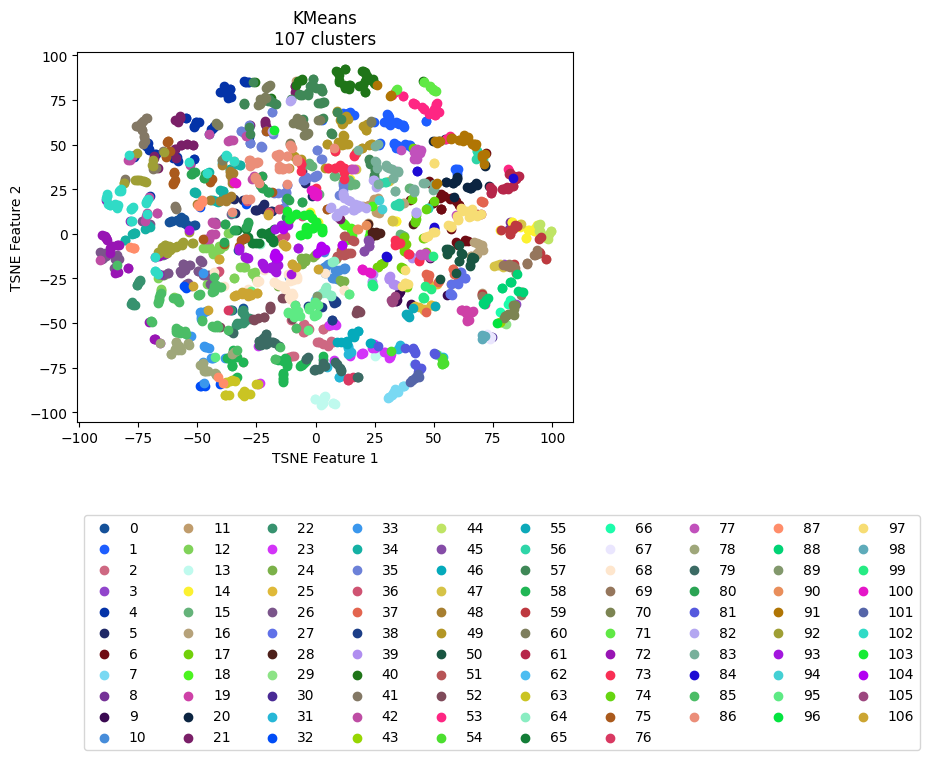 KMeans
107 clusters
100
75
50
25
0
−25
−50
−75
−100
TSNE Feature 2
−100 −75 −50 −25 0 25 50 75 100
TSNE Feature 1
0 11 22 33 44 55 66 77 87 97
1 12 23 34 45 56 67 78 88 98
2 13 24 35 46 57 68 79 89 99
3 14 25 36 47 58 69 80 90 100
4 15 26 37 48 59 70 81 91 101
5 16 27 38 49 60 71 82 92 102
6 17 28 39 50 61 72 83 93 103
7 18 29 40 51 62 73 84 94 104
8 19 30 41 52 63 74 85 95 105
9 20 31 42 53 64 75 86 96 106
10 21 32 43 54 65 76